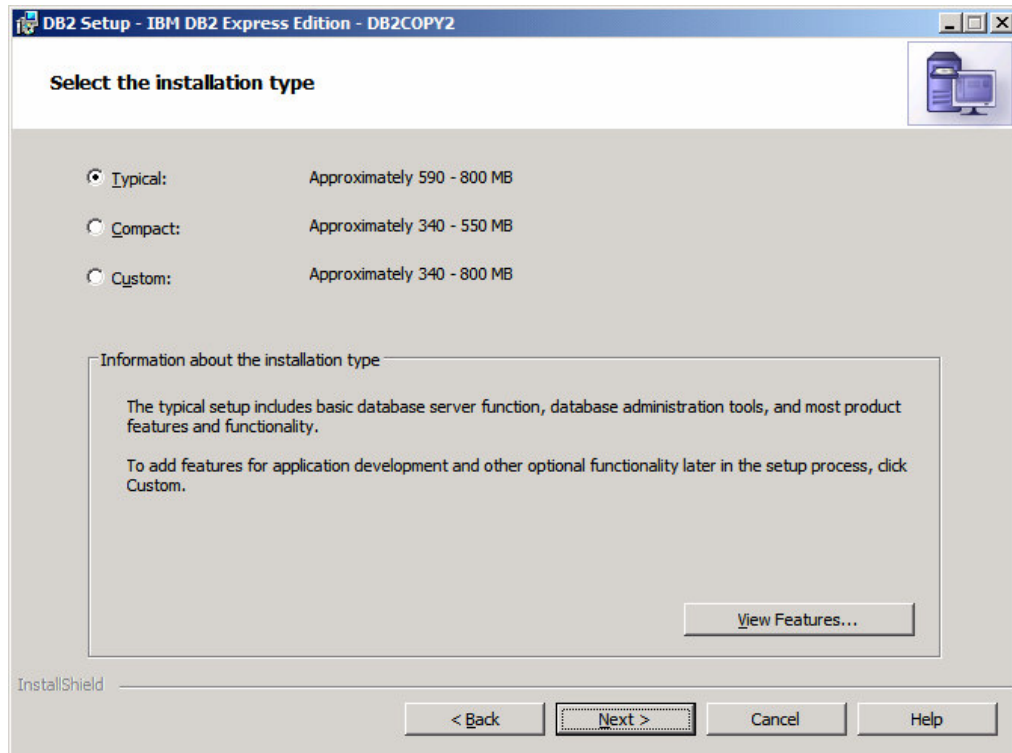 DB2 Setup - IBM DB2 Express Edition - DB2COPY2
Select the installation type
Typical: Approximately 590 - 800 MB
Compact: Approximately 340 - 550 MB
Custom: Approximately 340 - 800 MB
Information about the installation type
The typical setup includes basic database server function, database administration tools, and most product
features and functionality.
To add features for application development and other optional functionality later in the setup process, click
Custom.
View Features...
InstallShield
< Back Next > Cancel Help